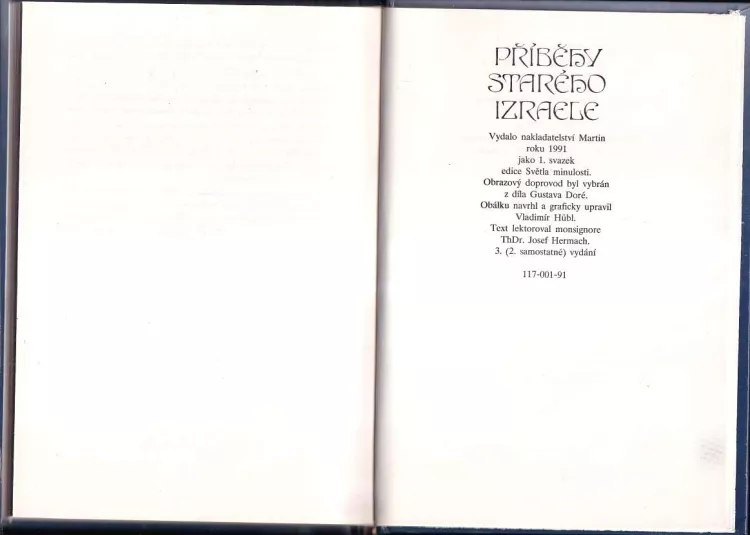 PŘÍBĚHY
STARÉHO
IZRAELE
Vydalo nakladatelství Martin
roku 1991
jako 1. svazek
edice Světla minulosti.
Obrazový doprovod byl vybrán
z díla Gustava Doré.
Obálku navrhl a graficky upravil
Vladimír Hübl.
Text lektoroval monsignore
ThDr. Josef Hermach.
3. (2. samostatné) vydání
117-001-91